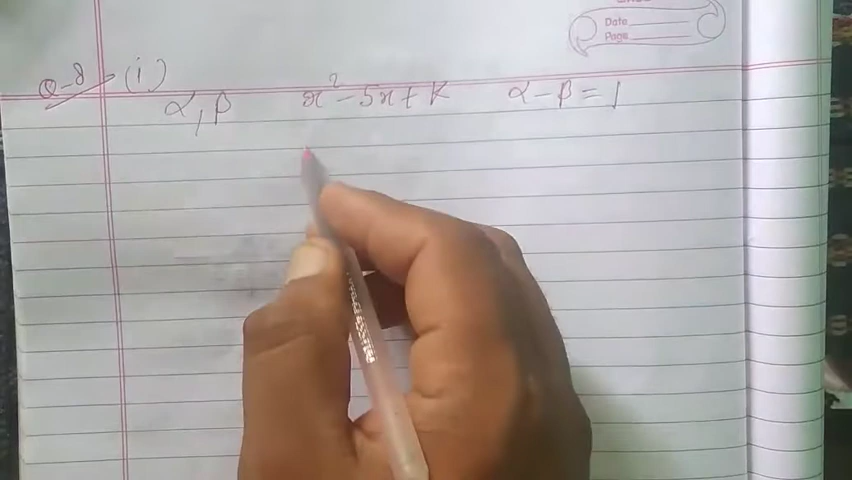 Date
Page
Q-8 (i)
α, β x² - 5x + K α - β = 1